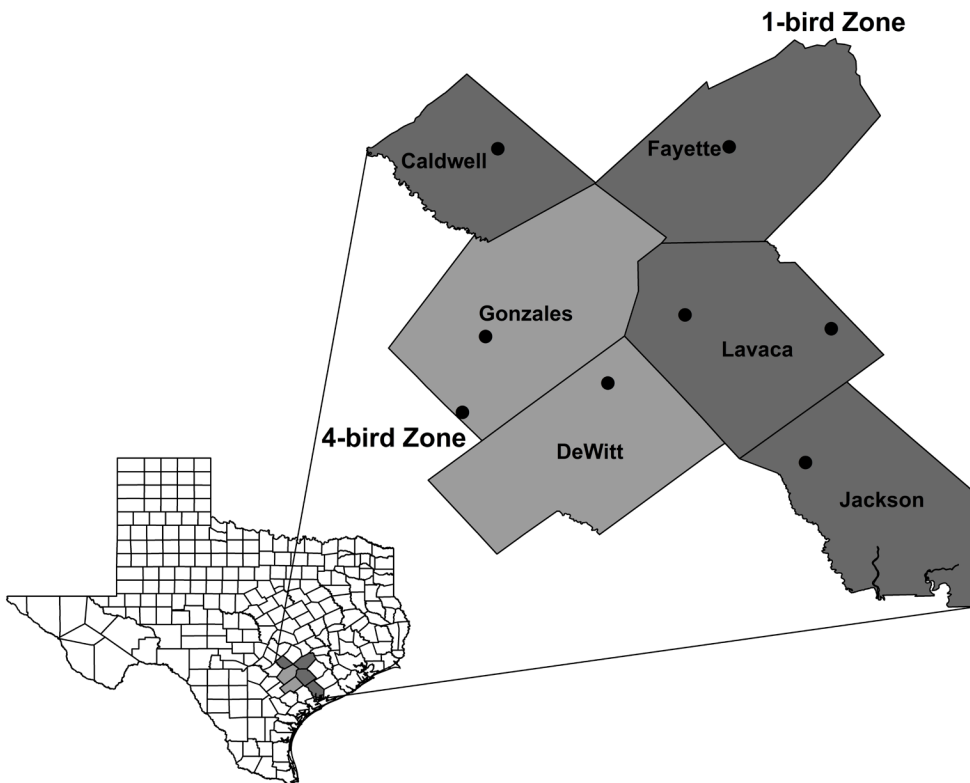 1-bird Zone
Caldwell
Fayette
Gonzales
Lavaca
4-bird Zone
DeWitt
Jackson